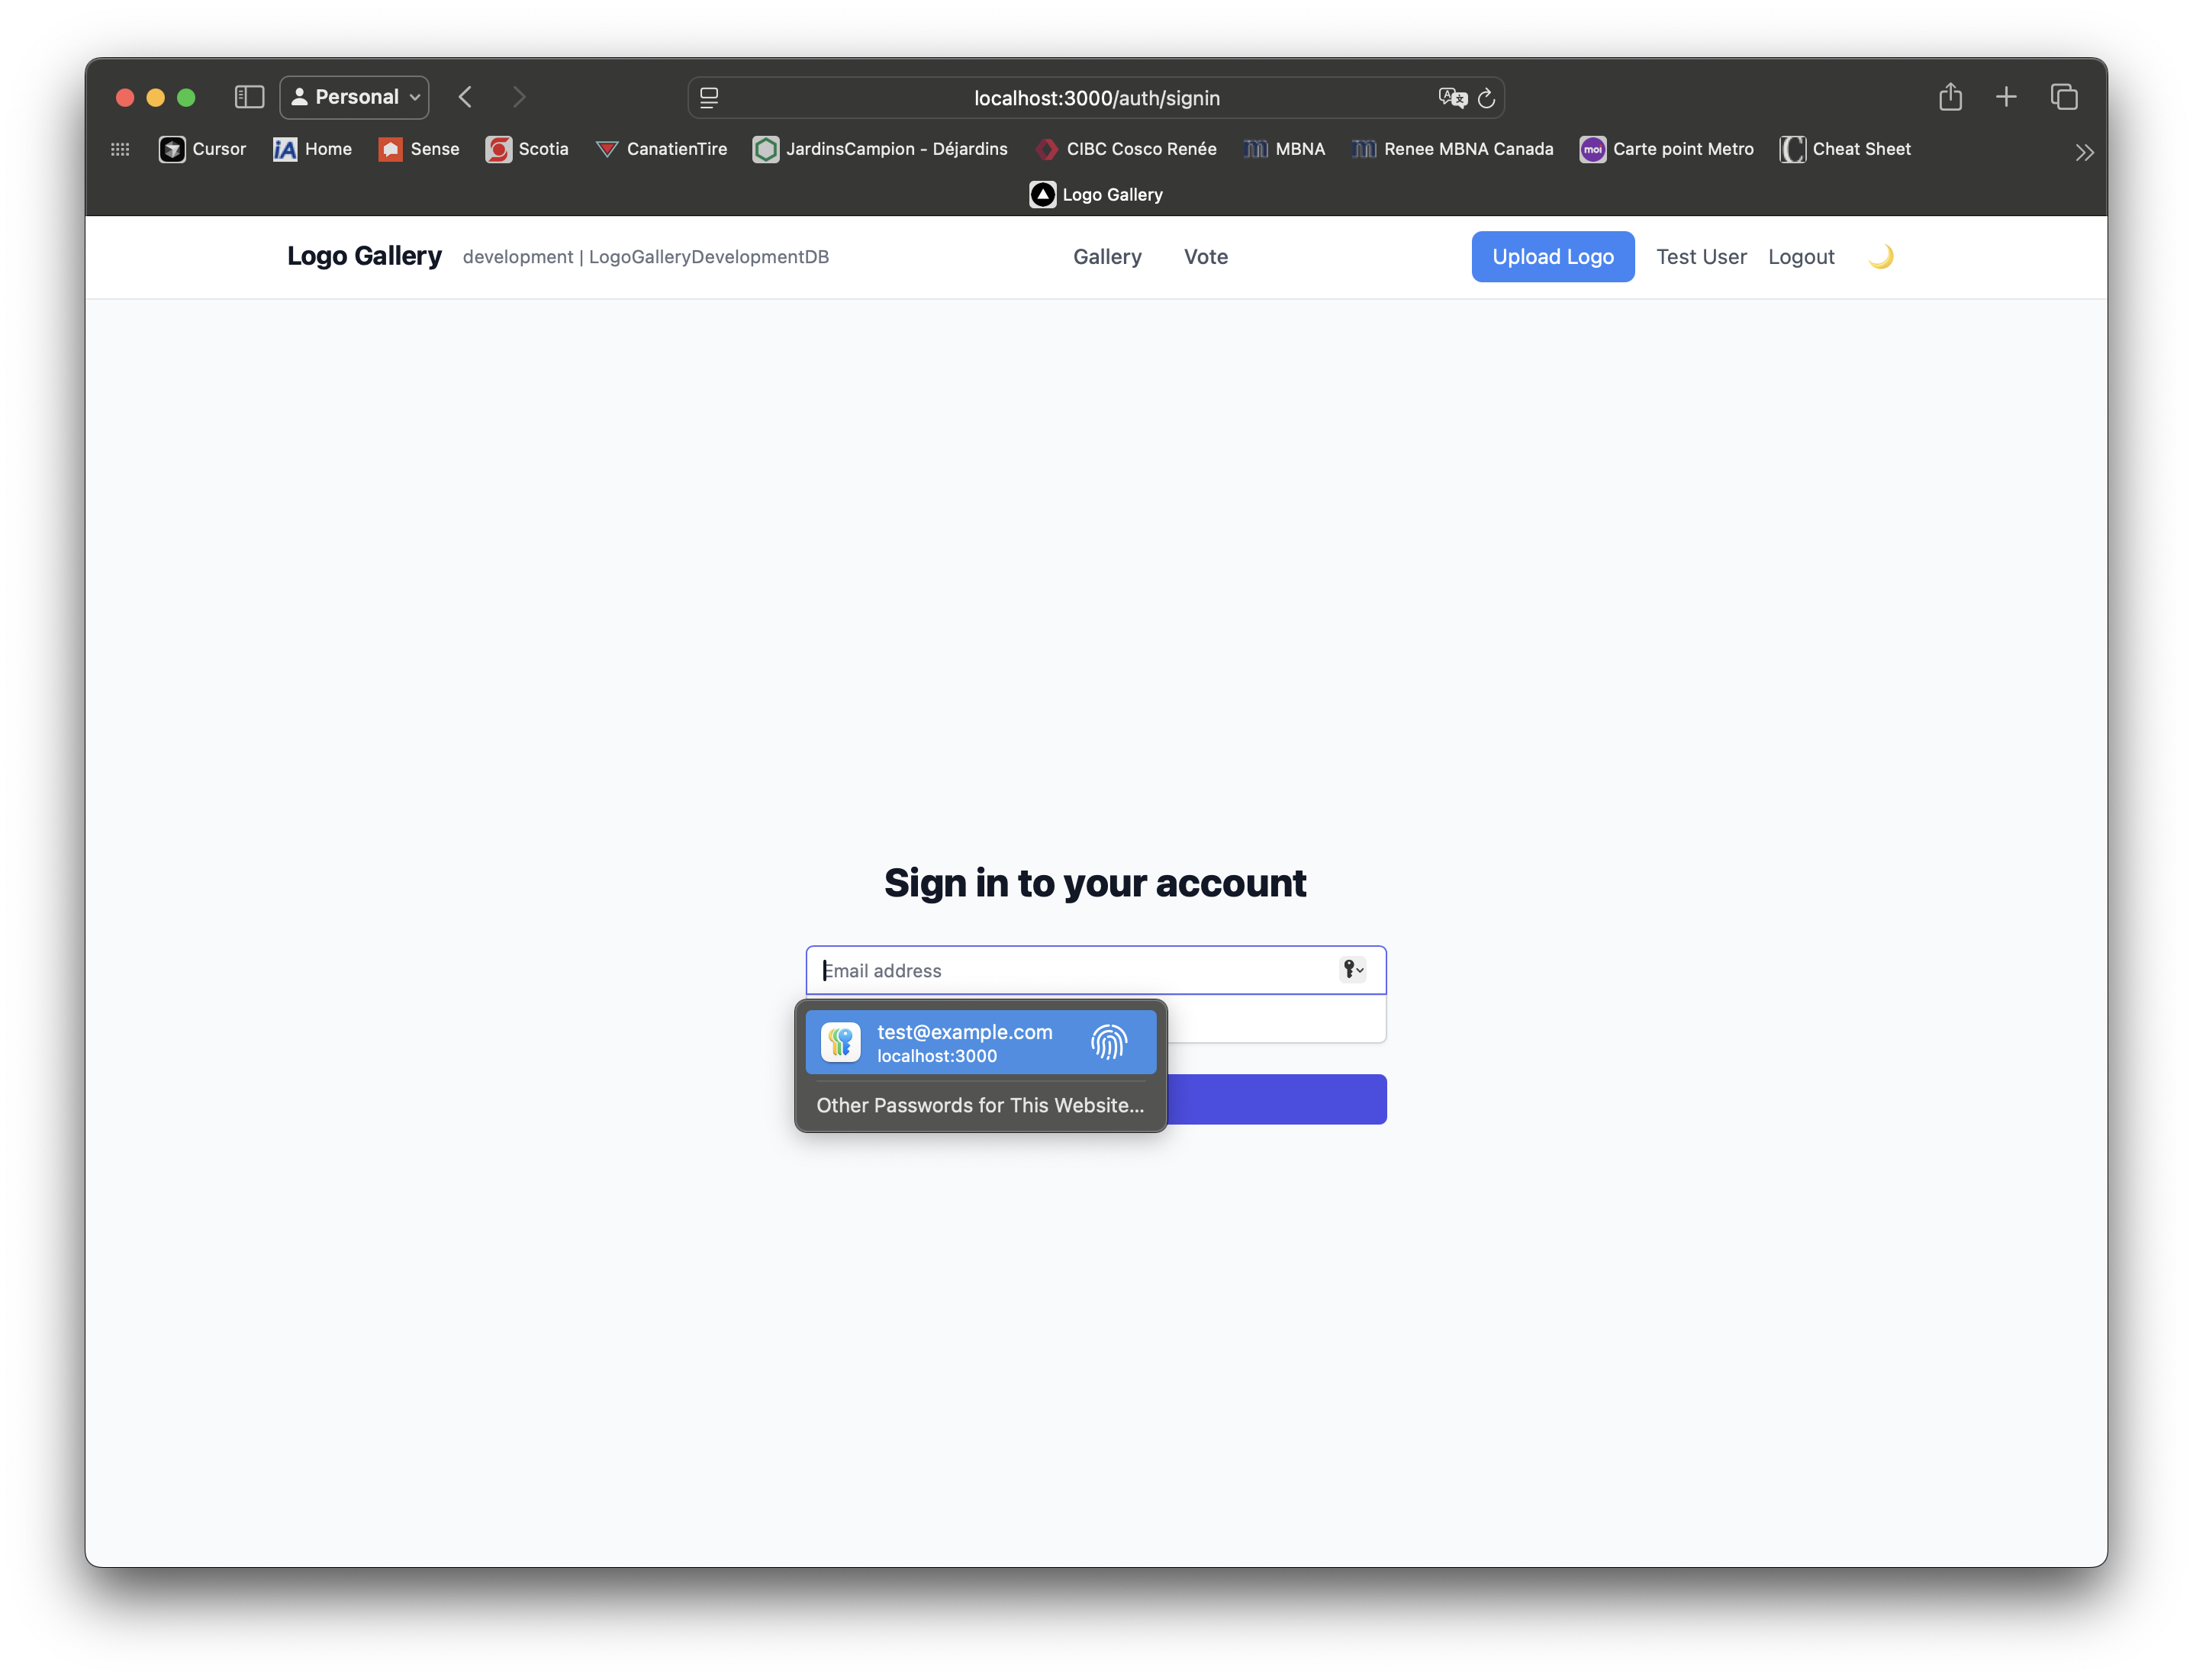 Personal
localhost:3000/auth/signin
Cursor
iA Home
Sense
Scotia
CanatienTire
JardinsCampion - Déjardins
CIBC Cosco Renée
m MBNA
m Renee MBNA Canada
moi Carte point Metro
C Cheat Sheet
Logo Gallery
Logo Gallery development | LogoGalleryDevelopmentDB Gallery Vote Upload Logo Test User Logout
Sign in to your account
Email address
test@example.com
localhost:3000
Other Passwords for This Website...